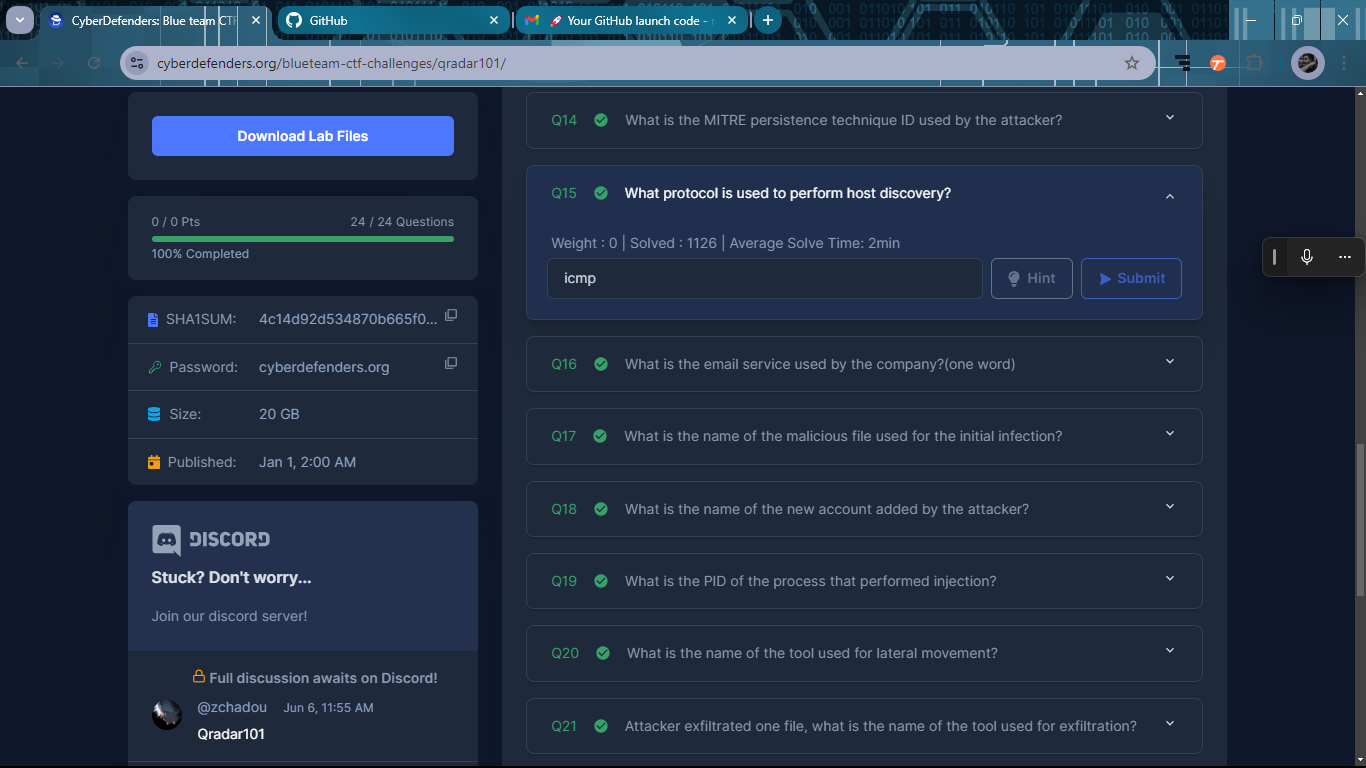 CyberDefenders: Blue team CTF
GitHub
Your GitHub launch code -
cyberdefenders.org/blueteam-ctf-challenges/qradar101/
Download Lab Files
0 / 0 Pts
24 / 24 Questions
100% Completed
SHA1SUM: 4c14d92d534870b665f0...
Password: cyberdefenders.org
Size: 20 GB
Published: Jan 1, 2:00 AM
DISCORD
Stuck? Don't worry...
Join our discord server!
Full discussion awaits on Discord!
@zchadou Jun 6, 11:55 AM
Qradar101
Q14 What is the MITRE persistence technique ID used by the attacker?
Q15 What protocol is used to perform host discovery?
Weight : 0 | Solved : 1126 | Average Solve Time: 2min
icmp
Hint
Submit
Q16 What is the email service used by the company?(one word)
Q17 What is the name of the malicious file used for the initial infection?
Q18 What is the name of the new account added by the attacker?
Q19 What is the PID of the process that performed injection?
Q20 What is the name of the tool used for lateral movement?
Q21 Attacker exfiltrated one file, what is the name of the tool used for exfiltration?